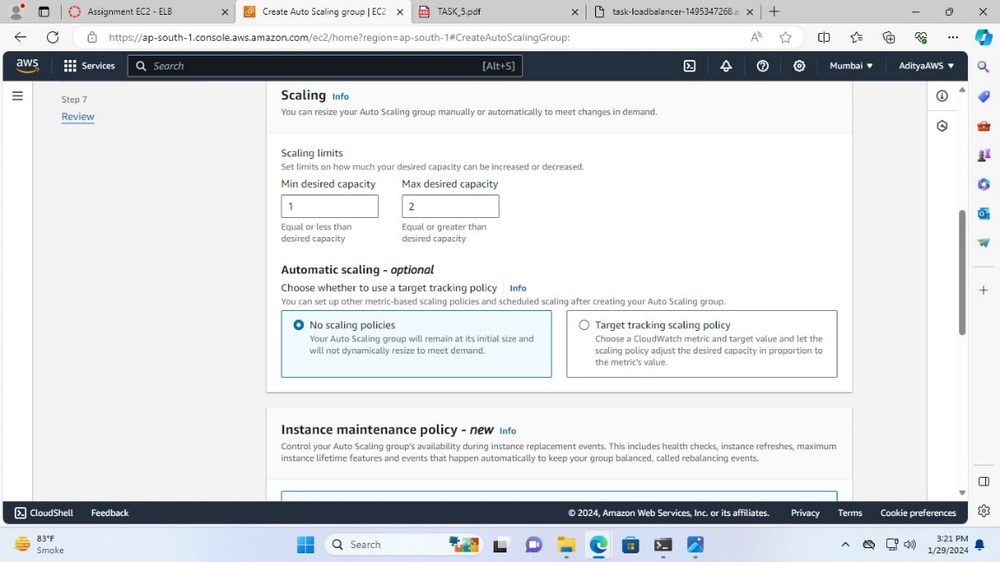 Assignment EC2 - ELB
Create Auto Scaling group | EC2
TASK_5.pdf
task-loadbalancer-1495347268.a
https://ap-south-1.console.aws.amazon.com/ec2/home?region=ap-south-1#CreateAutoScalingGroup:
aws
Services
Search
[Alt+S]
Mumbai ▼
AdityaAWS ▼
Step 7
Review
Scaling Info
You can resize your Auto Scaling group manually or automatically to meet changes in demand.
Scaling limits
Set limits on how much your desired capacity can be increased or decreased.
Min desired capacity
Max desired capacity
1
2
Equal or less than
desired capacity
Equal or greater than
desired capacity
Automatic scaling - optional
Choose whether to use a target tracking policy Info
You can set up other metric-based scaling policies and scheduled scaling after creating your Auto Scaling group.
No scaling policies
Your Auto Scaling group will remain at its initial size and
will not dynamically resize to meet demand.
Target tracking scaling policy
Choose a CloudWatch metric and target value and let the
scaling policy adjust the desired capacity in proportion to
the metric's value.
Instance maintenance policy - new Info
Control your Auto Scaling group's availability during instance replacement events. This includes health checks, instance refreshes, maximum
instance lifetime features and events that happen automatically to keep your group balanced, called rebalancing events.
CloudShell
Feedback
© 2024, Amazon Web Services, Inc. or its affiliates.
Privacy
Terms
Cookie preferences
83°F
Smoke
Search
3:21 PM
1/29/2024